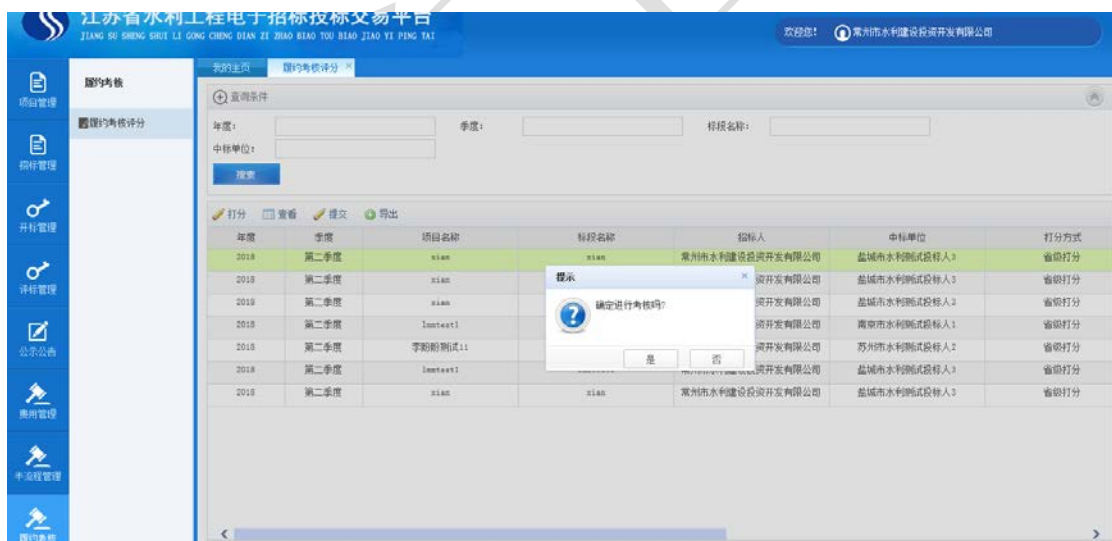 江苏省水利工程电子招标投标交易平台
JIANG SU SHENG SHUI LI GONG CHENG DIAN ZI ZHAO BIAO TOU BIAO JIAO YI PING TAI
欢迎您! 常州市水利建设投资开发有限公司
我的主页 履约考核评分 ×
项目管理
招标管理
开标管理
评标管理
公示公告
费用管理
半流程管理
履约考核
履约考核
履约考核评分
查询条件
年度: 季度: 标段名称:
中标单位:
搜索
打分 查看 提交 导出
年度 季度 项目名称 标段名称 招标人 中标单位 打分方式
2018 第二季度 xian xian 常州市水利建设投资开发有限公司 盐城市水利测试投标人3 省级打分
2018 第二季度 xian 资开发有限公司 盐城市水利测试投标人3 省级打分
2018 第二季度 xian 资开发有限公司 盐城市水利测试投标人2 省级打分
2018 第二季度 lmmtest1 资开发有限公司 南京市水利测试投标人1 省级打分
2018 第二季度 李盼盼测试11 资开发有限公司 苏州市水利测试投标人2 省级打分
2018 第二季度 lmmtest1 资开发有限公司 盐城市水利测试投标人3 省级打分
2018 第二季度 xian xian 常州市水利建设投资开发有限公司 盐城市水利测试投标人3 省级打分
提示 ×
确定进行考核吗?
是 否